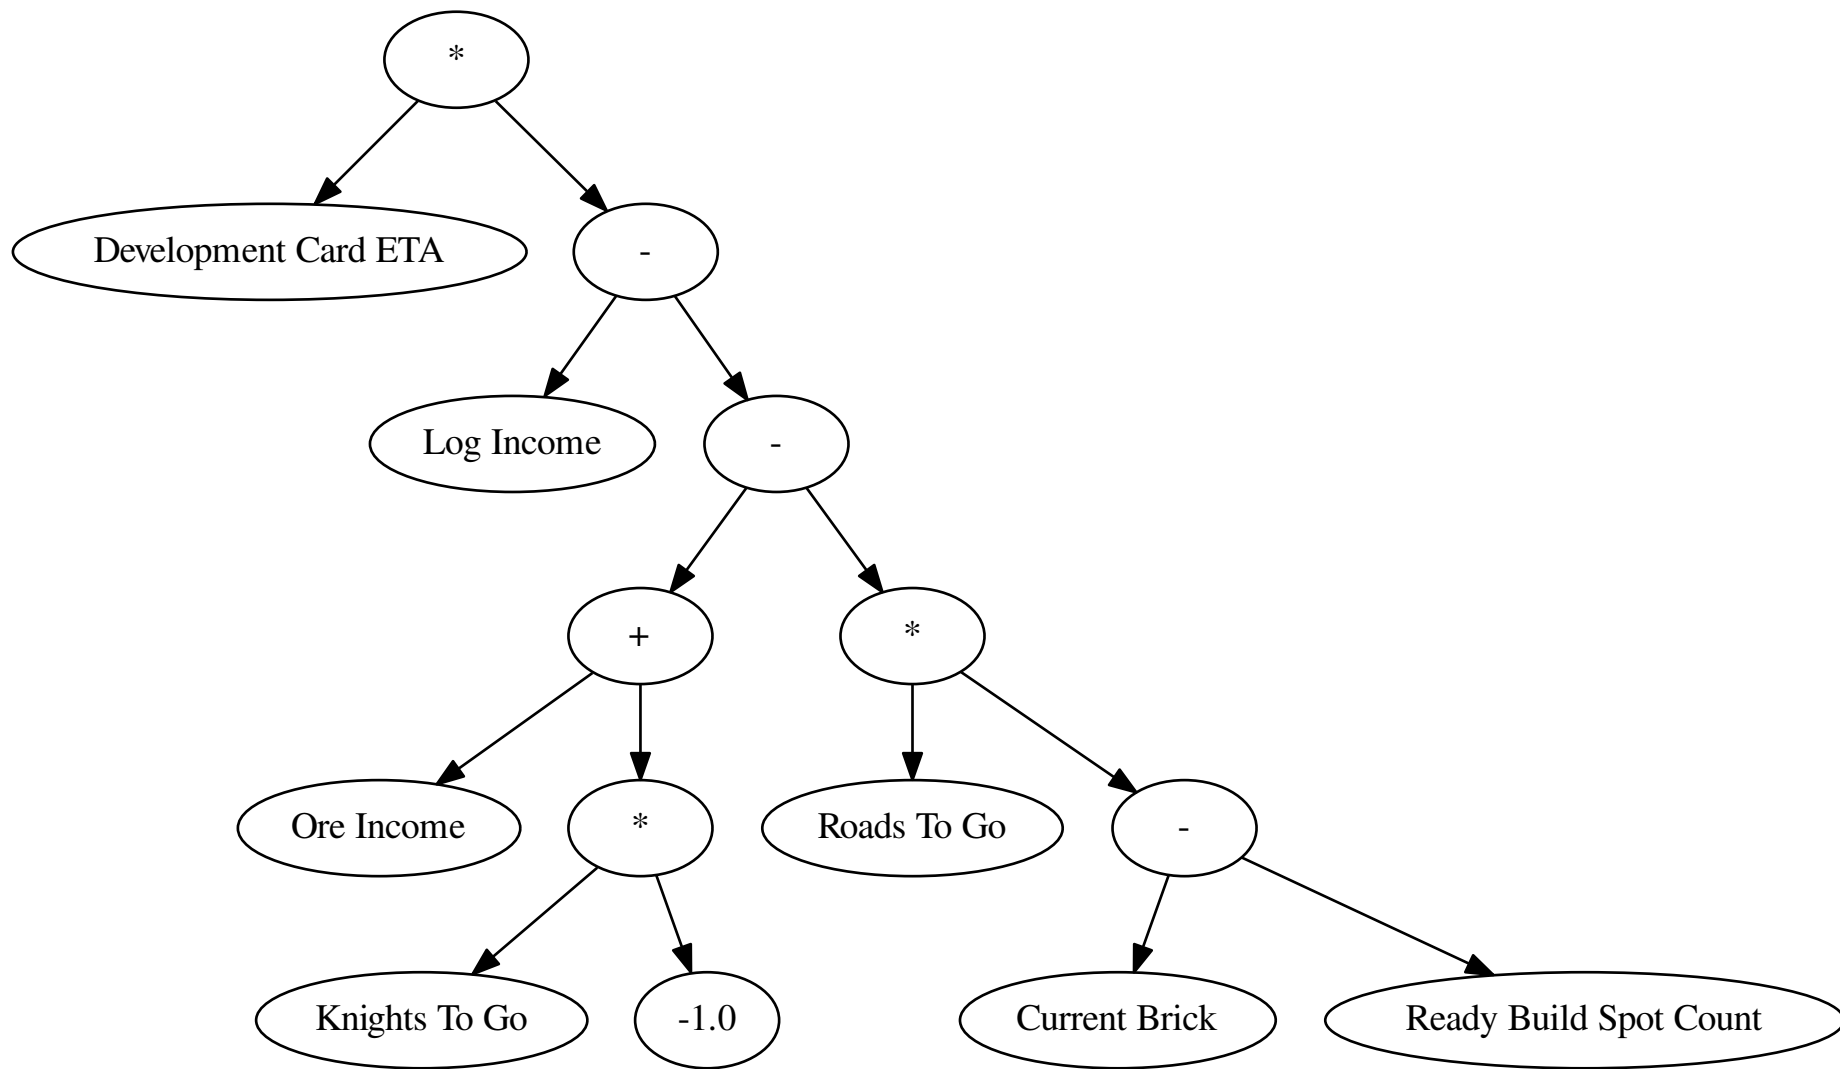 *
Development Card ETA
-
Log Income
-
+
*
Ore Income
*
Roads To Go
-
Knights To Go
-1.0
Current Brick
Ready Build Spot Count